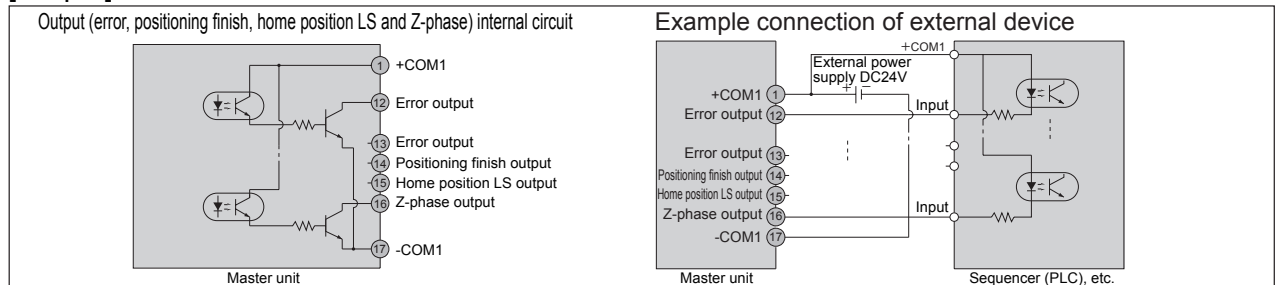 Output (error, positioning finish, home position LS and Z-phase) internal circuit
1 +COM1
12 Error output
13 Error output
14 Positioning finish output
15 Home position LS output
16 Z-phase output
17 -COM1
Master unit
Example connection of external device
+COM1
External power
supply DC24V
+ −
+COM1 1
Error output 12
Input
Error output 13
Positioning finish output 14
Home position LS output 15
Z-phase output 16
Input
-COM1 17
Master unit
Sequencer (PLC), etc.